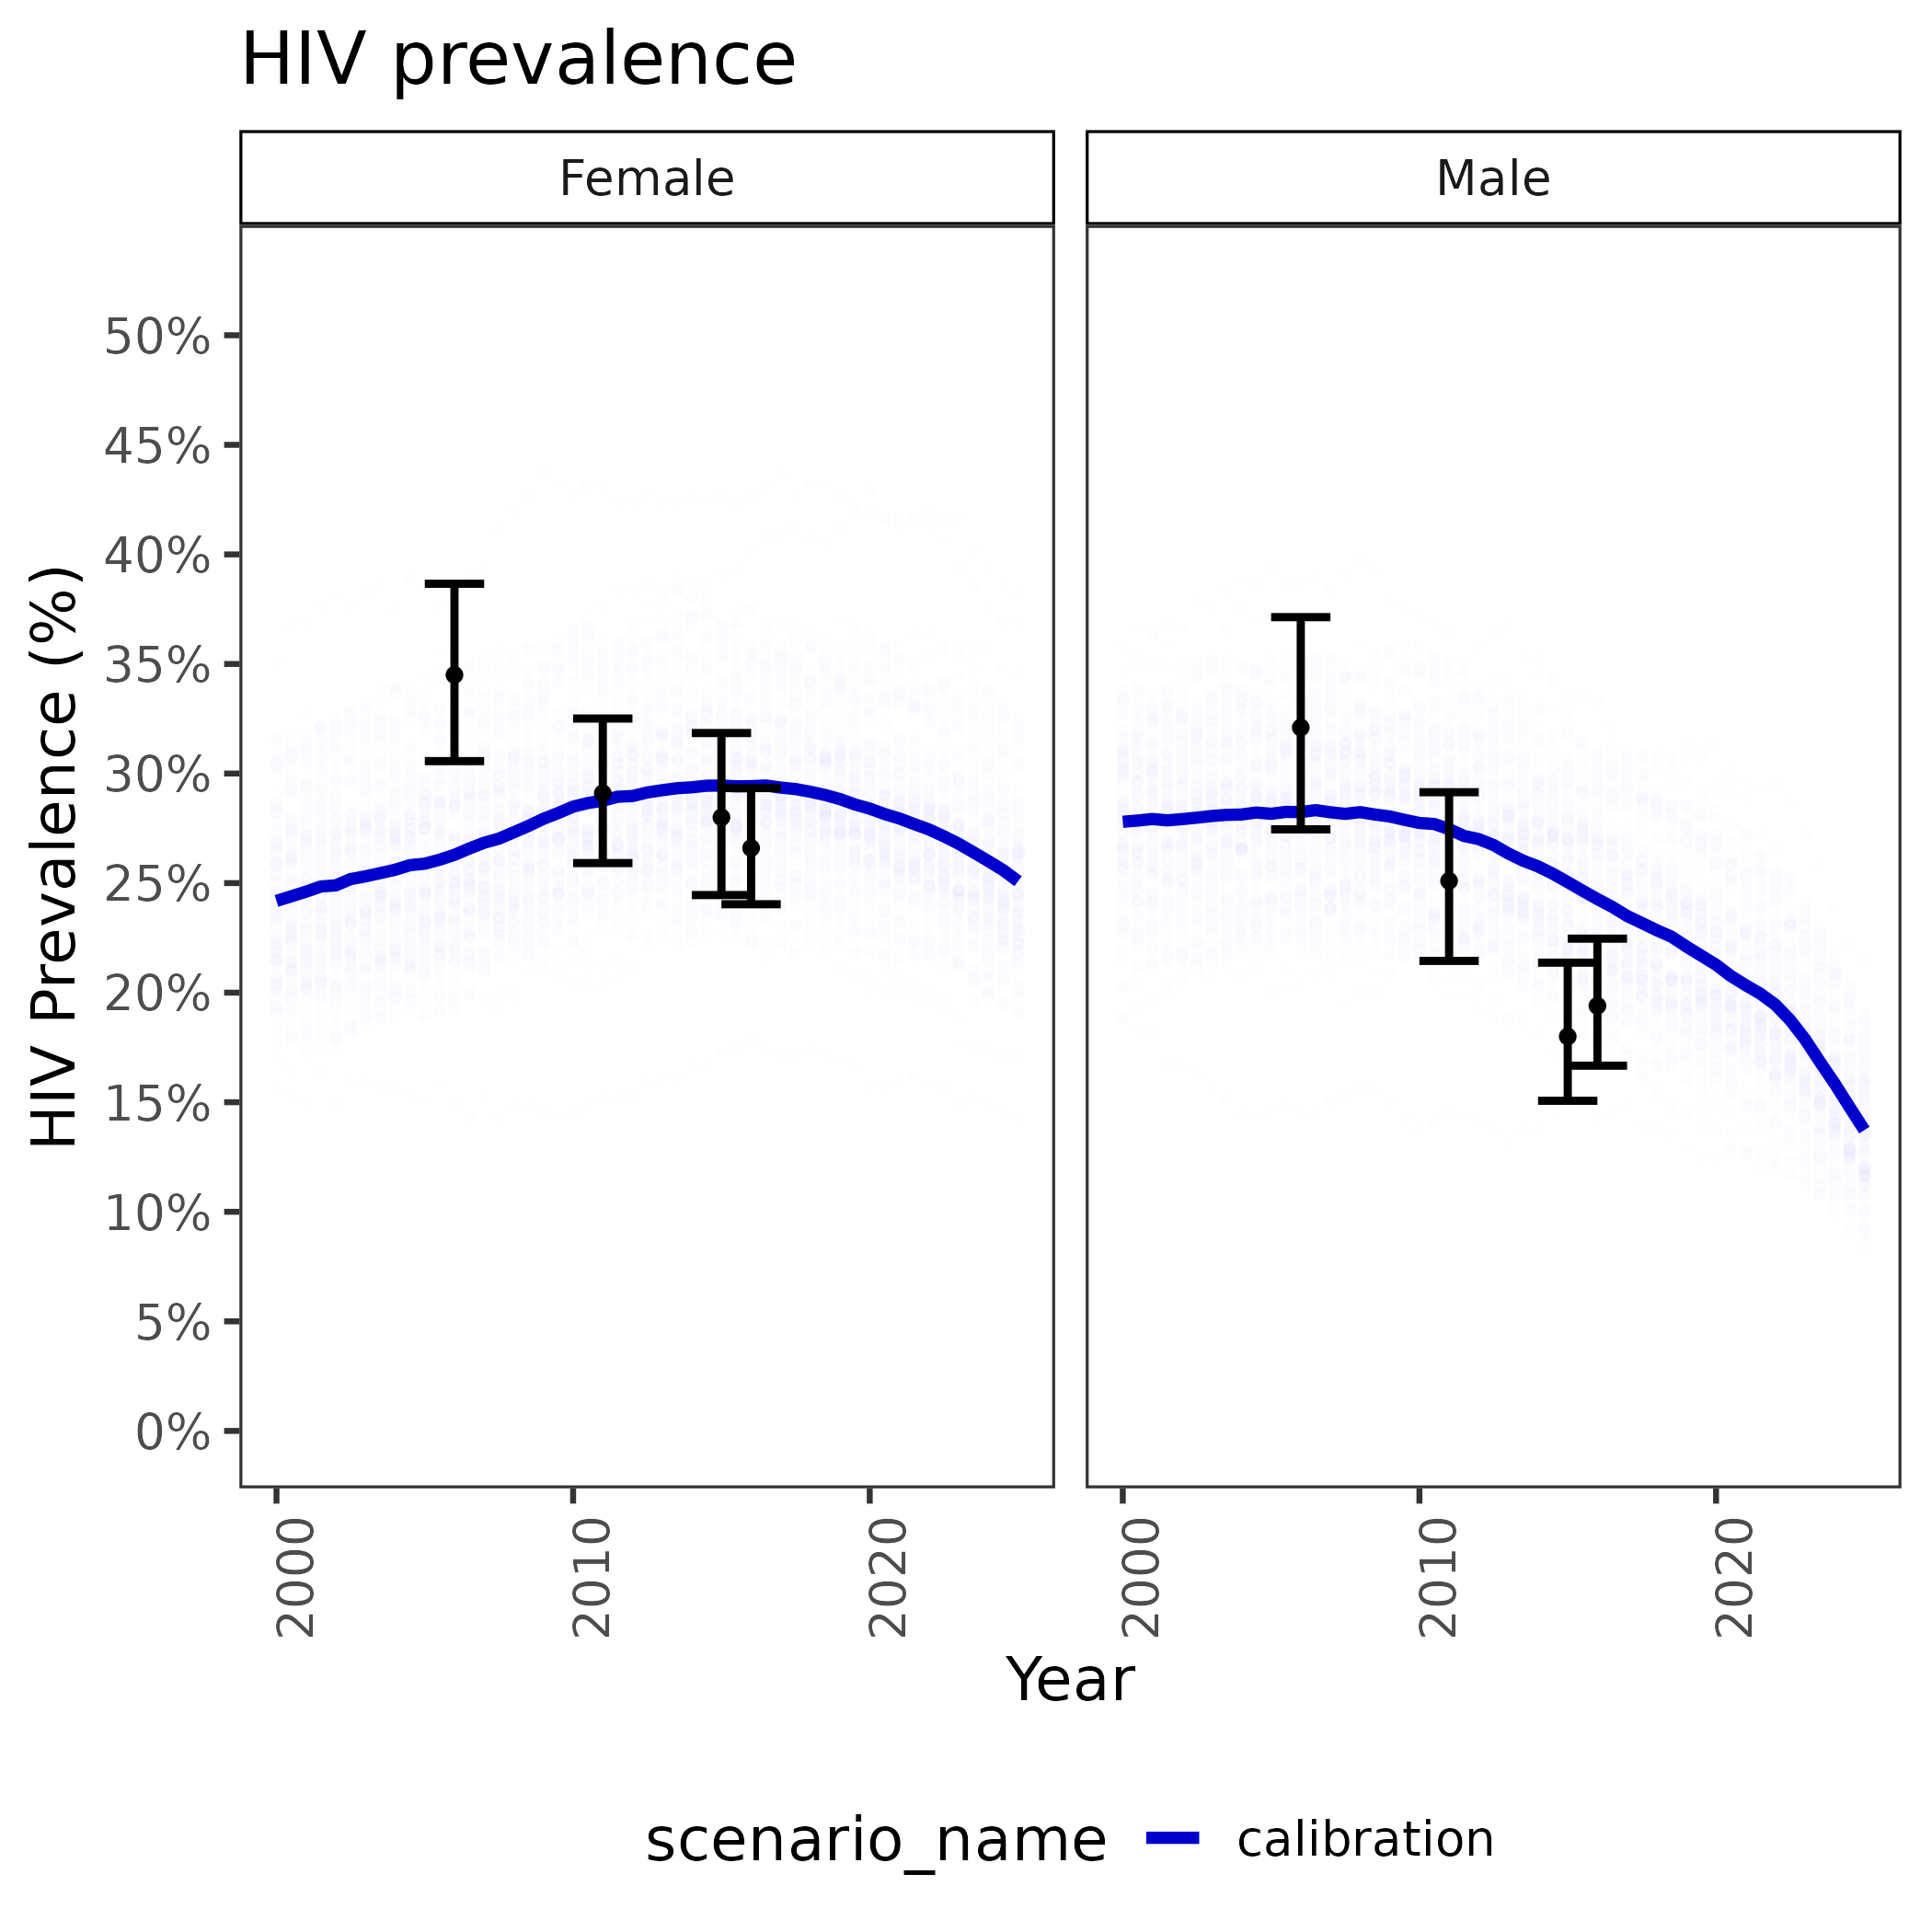 HIV prevalence
Female
Male
HIV Prevalence (%)
50%
45%
40%
35%
30%
25%
20%
15%
10%
5%
0%
2000
2010
2020
2000
2010
2020
Year
scenario_name
calibration